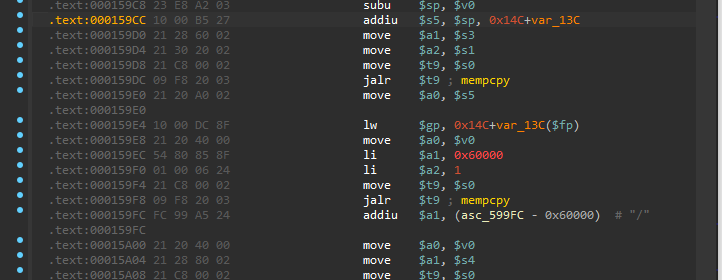 .text:000159C8 23 E8 A2 03 subu $sp, $v0
.text:000159CC 10 00 B5 27 addiu $s5, $sp, 0x14C+var_13C
.text:000159D0 21 28 60 02 move $a1, $s3
.text:000159D4 21 30 20 02 move $a2, $s1
.text:000159D8 21 C8 00 02 move $t9, $s0
.text:000159DC 09 F8 20 03 jalr $t9 ; mempcpy
.text:000159E0 21 20 A0 02 move $a0, $s5
.text:000159E0
.text:000159E4 10 00 DC 8F lw $gp, 0x14C+var_13C($fp)
.text:000159E8 21 20 40 00 move $a0, $v0
.text:000159EC 54 80 85 8F li $a1, 0x60000
.text:000159F0 01 00 06 24 li $a2, 1
.text:000159F4 21 C8 00 02 move $t9, $s0
.text:000159F8 09 F8 20 03 jalr $t9 ; mempcpy
.text:000159FC FC 99 A5 24 addiu $a1, (asc_599FC - 0x60000) # "/"
.text:000159FC
.text:00015A00 21 20 40 00 move $a0, $v0
.text:00015A04 21 28 80 02 move $a1, $s4
.text:00015A08 21 C8 00 02 move $t9, $s0